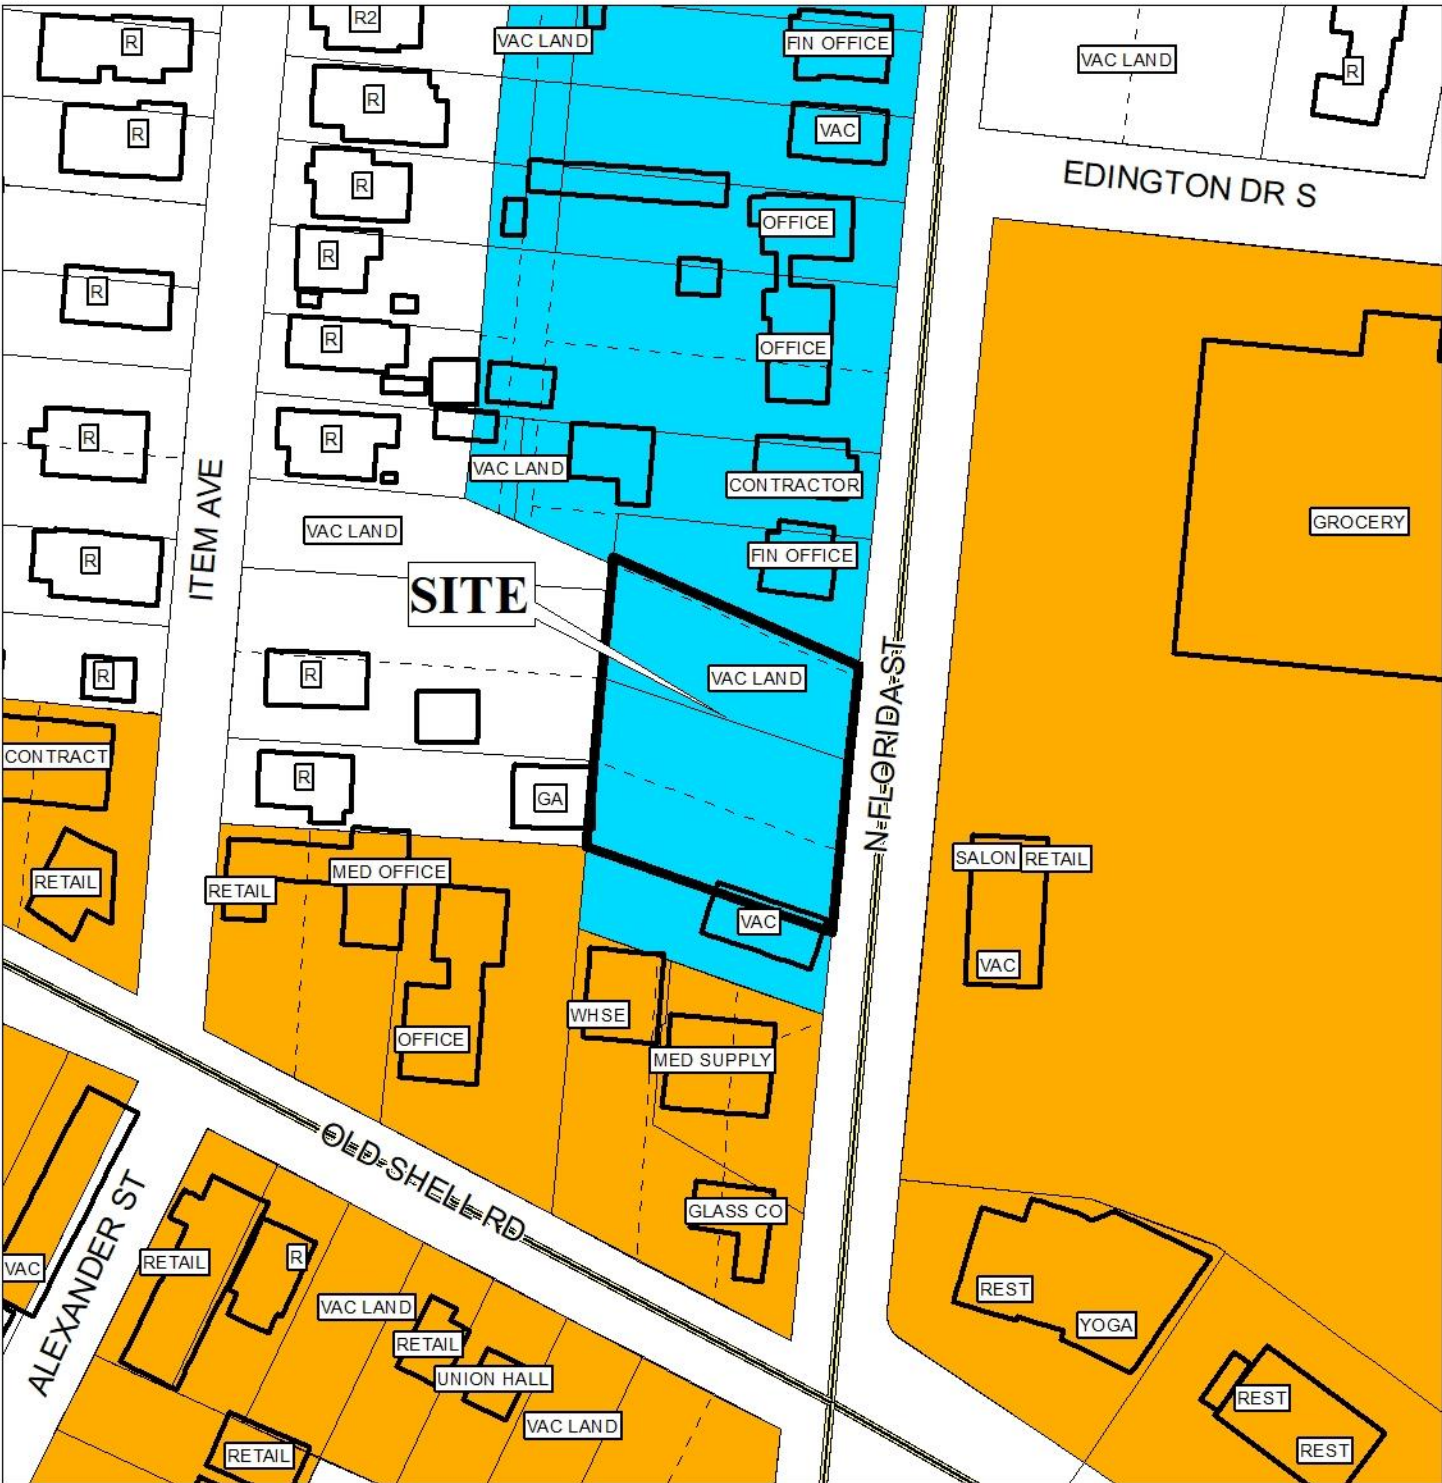 R
R2
VAC LAND
FIN OFFICE
VAC LAND
R
R
R
VAC
EDINGTON DR S
R
OFFICE
R
R
R
OFFICE
R
R
VAC LAND
CONTRACTOR
GROCERY
ITEM AVE
VAC LAND
R
FIN OFFICE
SITE
R
R
VAC LAND
N FLORIDA ST
CONTRACT
R
GA
RETAIL
RETAIL
MED OFFICE
SALON
RETAIL
VAC
VAC
WHSE
OFFICE
MED SUPPLY
OLD SHELL RD
GLASS CO
ALEXANDER ST
VAC
RETAIL
R
VAC LAND
REST
YOGA
RETAIL
UNION HALL
REST
VAC LAND
RETAIL
REST